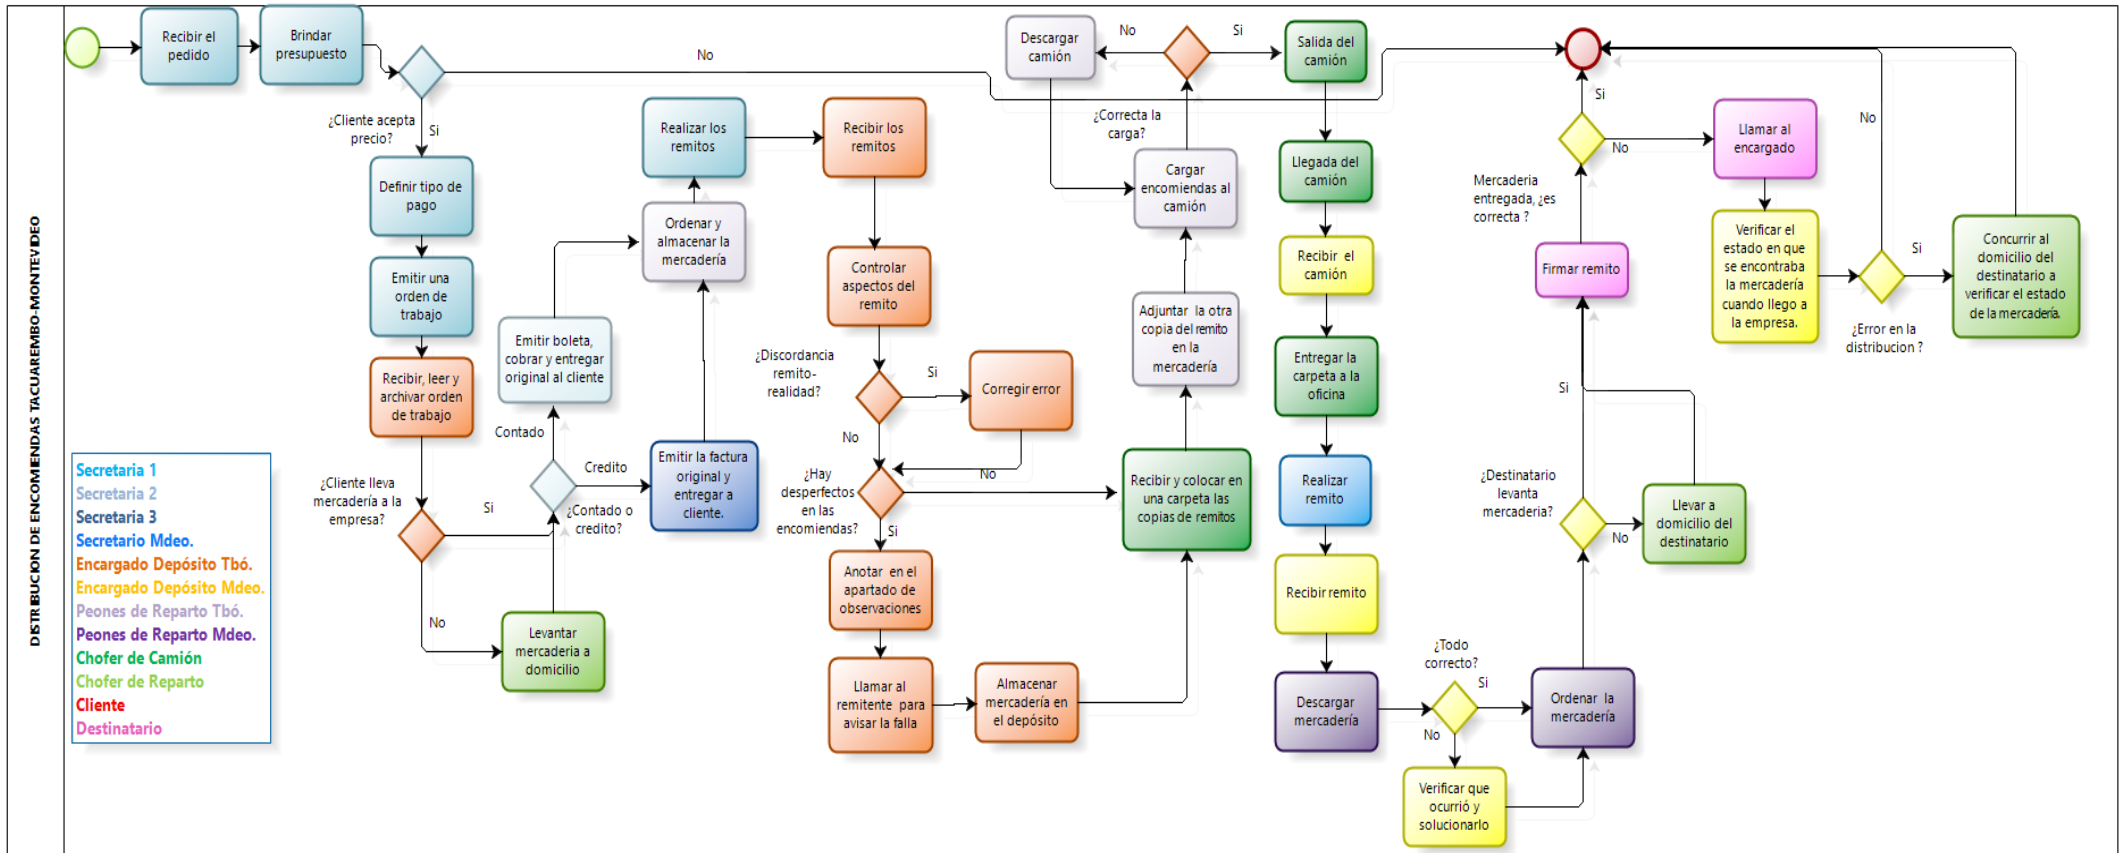 DISTRIBUCION DE ENCOMIENDAS TACUAREMBO-MONTEVIDEO
Recibir el
pedido
Brindar
presupuesto
No
¿Cliente acepta
precio?
Si
Definir tipo de
pago
Emitir una
orden de
trabajo
Recibir, leer y
archivar orden
de trabajo
¿Cliente lleva
mercadería a la
empresa?
Si
No
Levantar
mercaderia a
domicilio
¿Contado o
credito?
Contado
Credito
Emitir boleta,
cobrar y entregar
original al cliente
Emitir la factura
original y
entregar a
cliente.
Ordenar y
almacenar la
mercadería
Realizar los
remitos
Recibir los
remitos
Controlar
aspectos del
remito
¿Discordancia
remito-
realidad?
Si
Corregir error
No
¿Hay
desperfectos
en las
encomiendas?
No
Si
Anotar en el
apartado de
observaciones
Llamar al
remitente para
avisar la falla
Almacenar
mercadería en
el depósito
Recibir y colocar en
una carpeta las
copias de remitos
Adjuntar la otra
copia del remito
en la
mercadería
Cargar
encomiendas al
camión
¿Correcta la
carga?
No
Descargar
camión
Si
Salida del
camión
Llegada del
camión
Recibir el
camión
Entregar la
carpeta a la
oficina
Realizar
remito
Recibir remito
Descargar
mercadería
¿Todo
correcto?
Si
No
Verificar que
ocurrió y
solucionarlo
Ordenar la
mercadería
¿Destinatario
levanta
mercaderia?
Si
No
Llevar a
domicilio del
destinatario
Firmar remito
Mercaderia
entregada, ¿es
correcta ?
Si
No
Llamar al
encargado
Verificar el
estado en que
se encontraba
la mercadería
cuando llego a
la empresa.
¿Error en la
distribucion ?
No
Si
Concurrir al
domicilio del
destinatario a
verificar el estado
de la mercadería.
Secretaria 1
Secretaria 2
Secretaria 3
Secretario Mdeo.
Encargado Depósito Tbó.
Encargado Depósito Mdeo.
Peones de Reparto Tbó.
Peones de Reparto Mdeo.
Chofer de Camión
Chofer de Reparto
Cliente
Destinatario